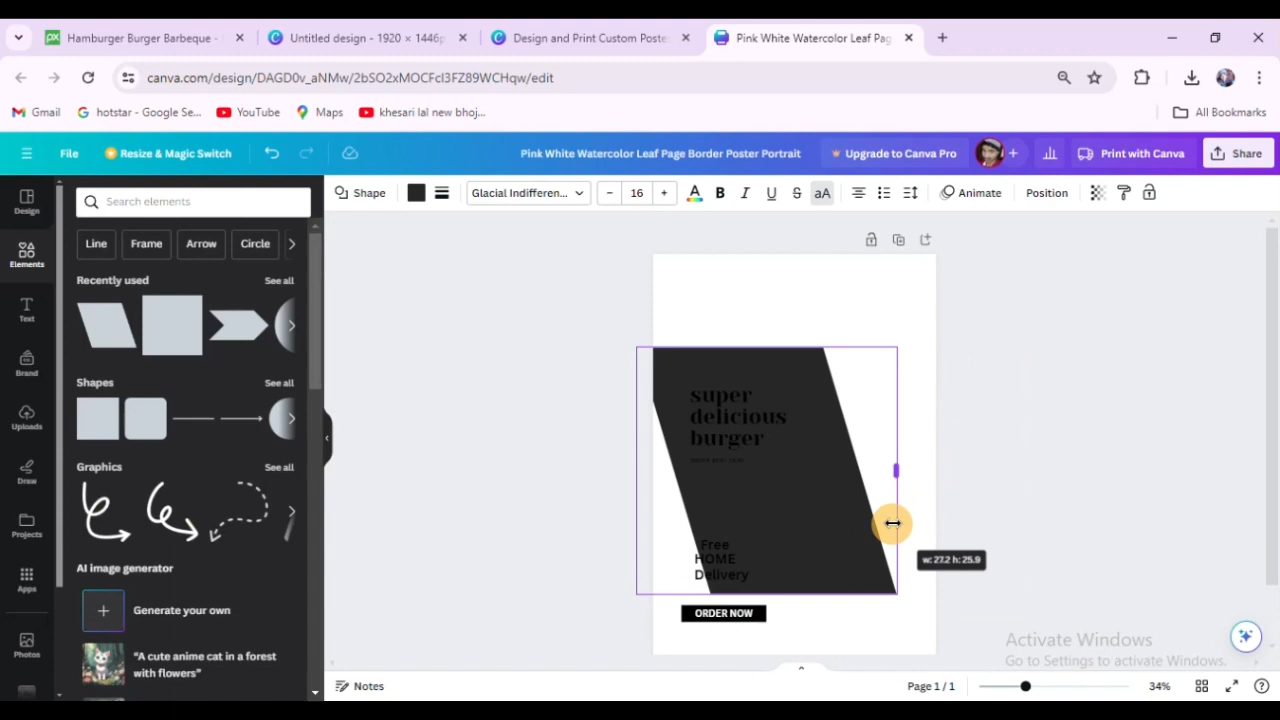 Hamburger Burger Barbeque -
Untitled design - 1920 × 1446p
Design and Print Custom Poste
Pink White Watercolor Leaf Pag
canva.com/design/DAGD0v_aNMw/2bSO2xMOCFcI3FZ89WCHqw/edit
Gmail
hotstar - Google Se...
YouTube
Maps
khesari lal new bhoj...
All Bookmarks
File
Resize & Magic Switch
Pink White Watercolor Leaf Page Border Poster Portrait
Upgrade to Canva Pro
Print with Canva
Share
Design
Elements
Text
Brand
Uploads
Draw
Projects
Apps
Photos
Search elements
Line
Frame
Arrow
Circle
Recently used
See all
Shapes
See all
Graphics
See all
AI image generator
Generate your own
"A cute anime cat in a forest
with flowers"
Shape
Glacial Indifferen...
16
A
B
I
U
S
aA
Animate
Position
super
delicious
burger
Free
HOME
Delivery
ORDER NOW
w: 27.2 h: 25.9
Activate Windows
Go to Settings to activate Windows.
Notes
Page 1 / 1
34%